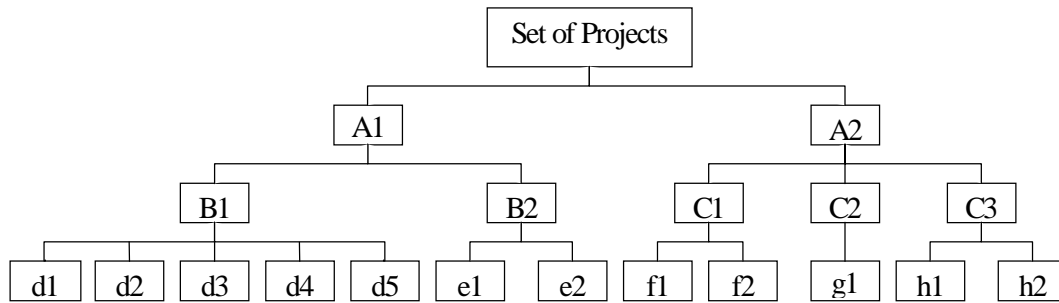 Set of Projects
A1 A2
B1 B2 C1 C2 C3
d1 d2 d3 d4 d5 e1 e2 f1 f2 g1 h1 h2